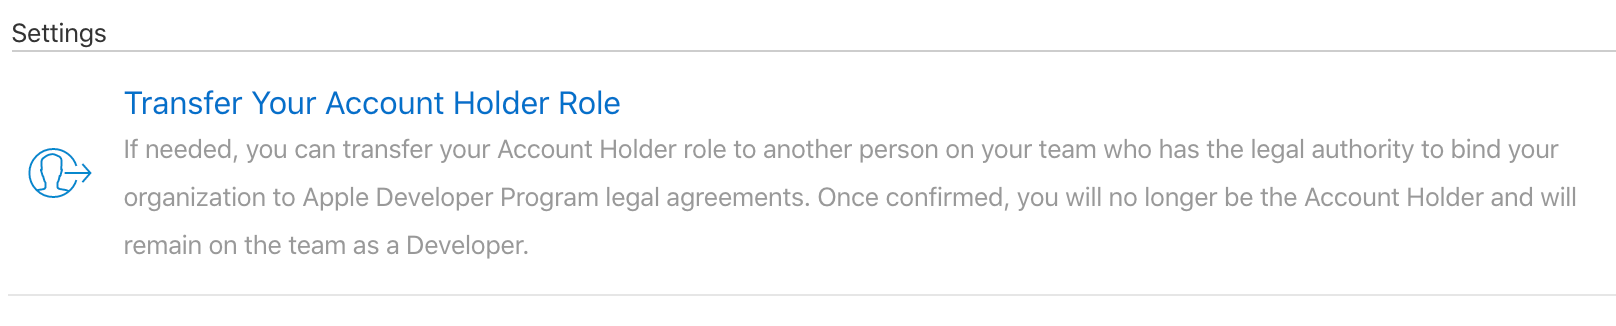 Settings
Transfer Your Account Holder Role
If needed, you can transfer your Account Holder role to another person on your team who has the legal authority to bind your
organization to Apple Developer Program legal agreements. Once confirmed, you will no longer be the Account Holder and will
remain on the team as a Developer.